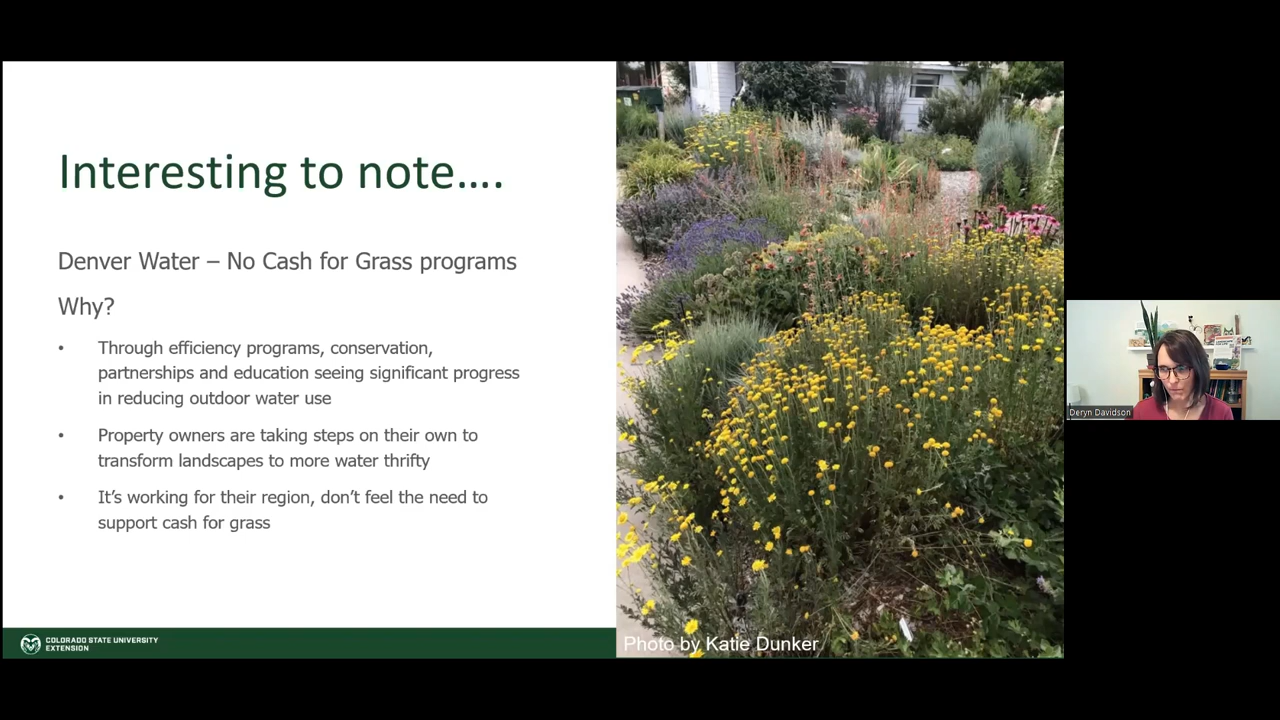 Interesting to note….
Denver Water – No Cash for Grass programs
Why?
• Through efficiency programs, conservation,
partnerships and education seeing significant progress
in reducing outdoor water use
• Property owners are taking steps on their own to
transform landscapes to more water thrifty
• It’s working for their region, don’t feel the need to
support cash for grass
COLORADO STATE UNIVERSITY
EXTENSION
Photo by Katie Dunker
Deryn Davidson